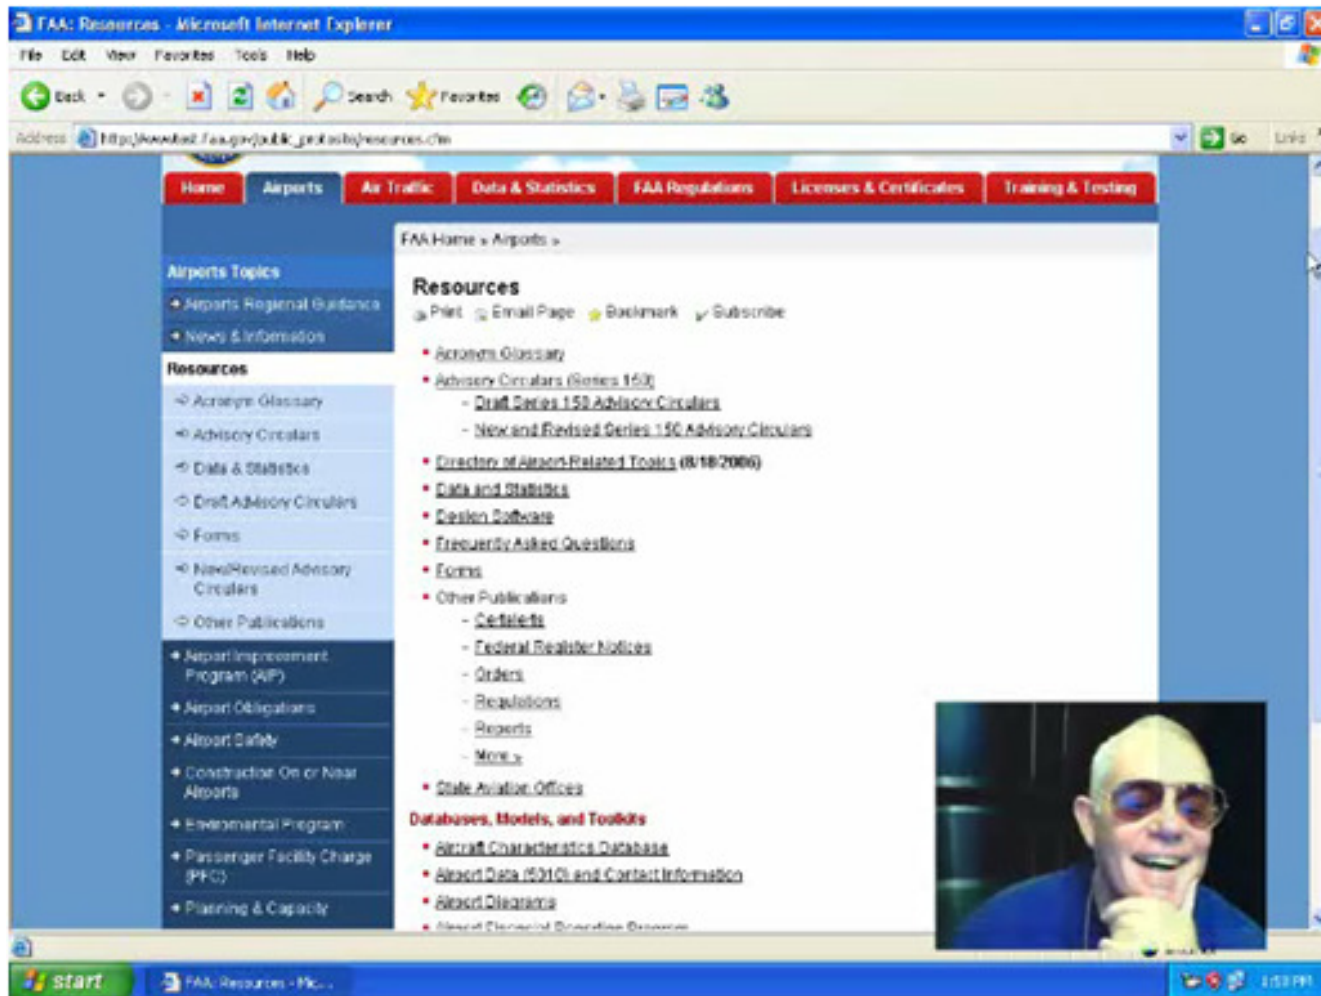 FAA: Resources - Microsoft Internet Explorer
File Edit View Favorites Tools Help
Back Search Favorites
Address Go Links
Home Airports Air Traffic Data & Statistics FAA Regulations Licenses & Certificates Training & Testing
FAA Home » Airports »
Airports Topics
Airports Regional Guidance
News & Information
Resources
Acronym Glossary
Advisory Circulars
Data & Statistics
Draft Advisory Circulars
Forms
New/Revised Advisory
Circulars
Other Publications
Airport Improvement
Program (AIP)
Airport Obligations
Airport Safety
Construction On or Near
Airports
Enviromental Program
Passenger Facility Charge
(PFC)
Planning & Capacity
Resources
Print Email Page Bookmark Subscribe
Acronym Glossary
Advisory Circulars (Series 150)
- Draft Series 150 Advisory Circulars
- New and Revised Series 150 Advisory Circulars
Directory of Airport-Related Topics (8/18/2006)
Data and Statistics
Design Software
Frequently Asked Questions
Forms
Other Publications
- Certalerts
- Federal Register Notices
- Orders
- Regulations
- Reports
- More »
State Aviation Offices
Databases, Models, and Toolkits
Aircraft Characteristics Database
Airport Data (5010) and Contact Information
Airport Diagrams
Airport Financial Reporting Program
start FAA: Resources - Mic...